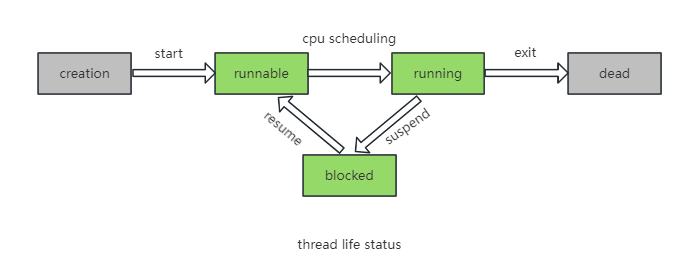 cpu scheduling
start
exit
creation
runnable
running
dead
resume
suspend
blocked
thread life status